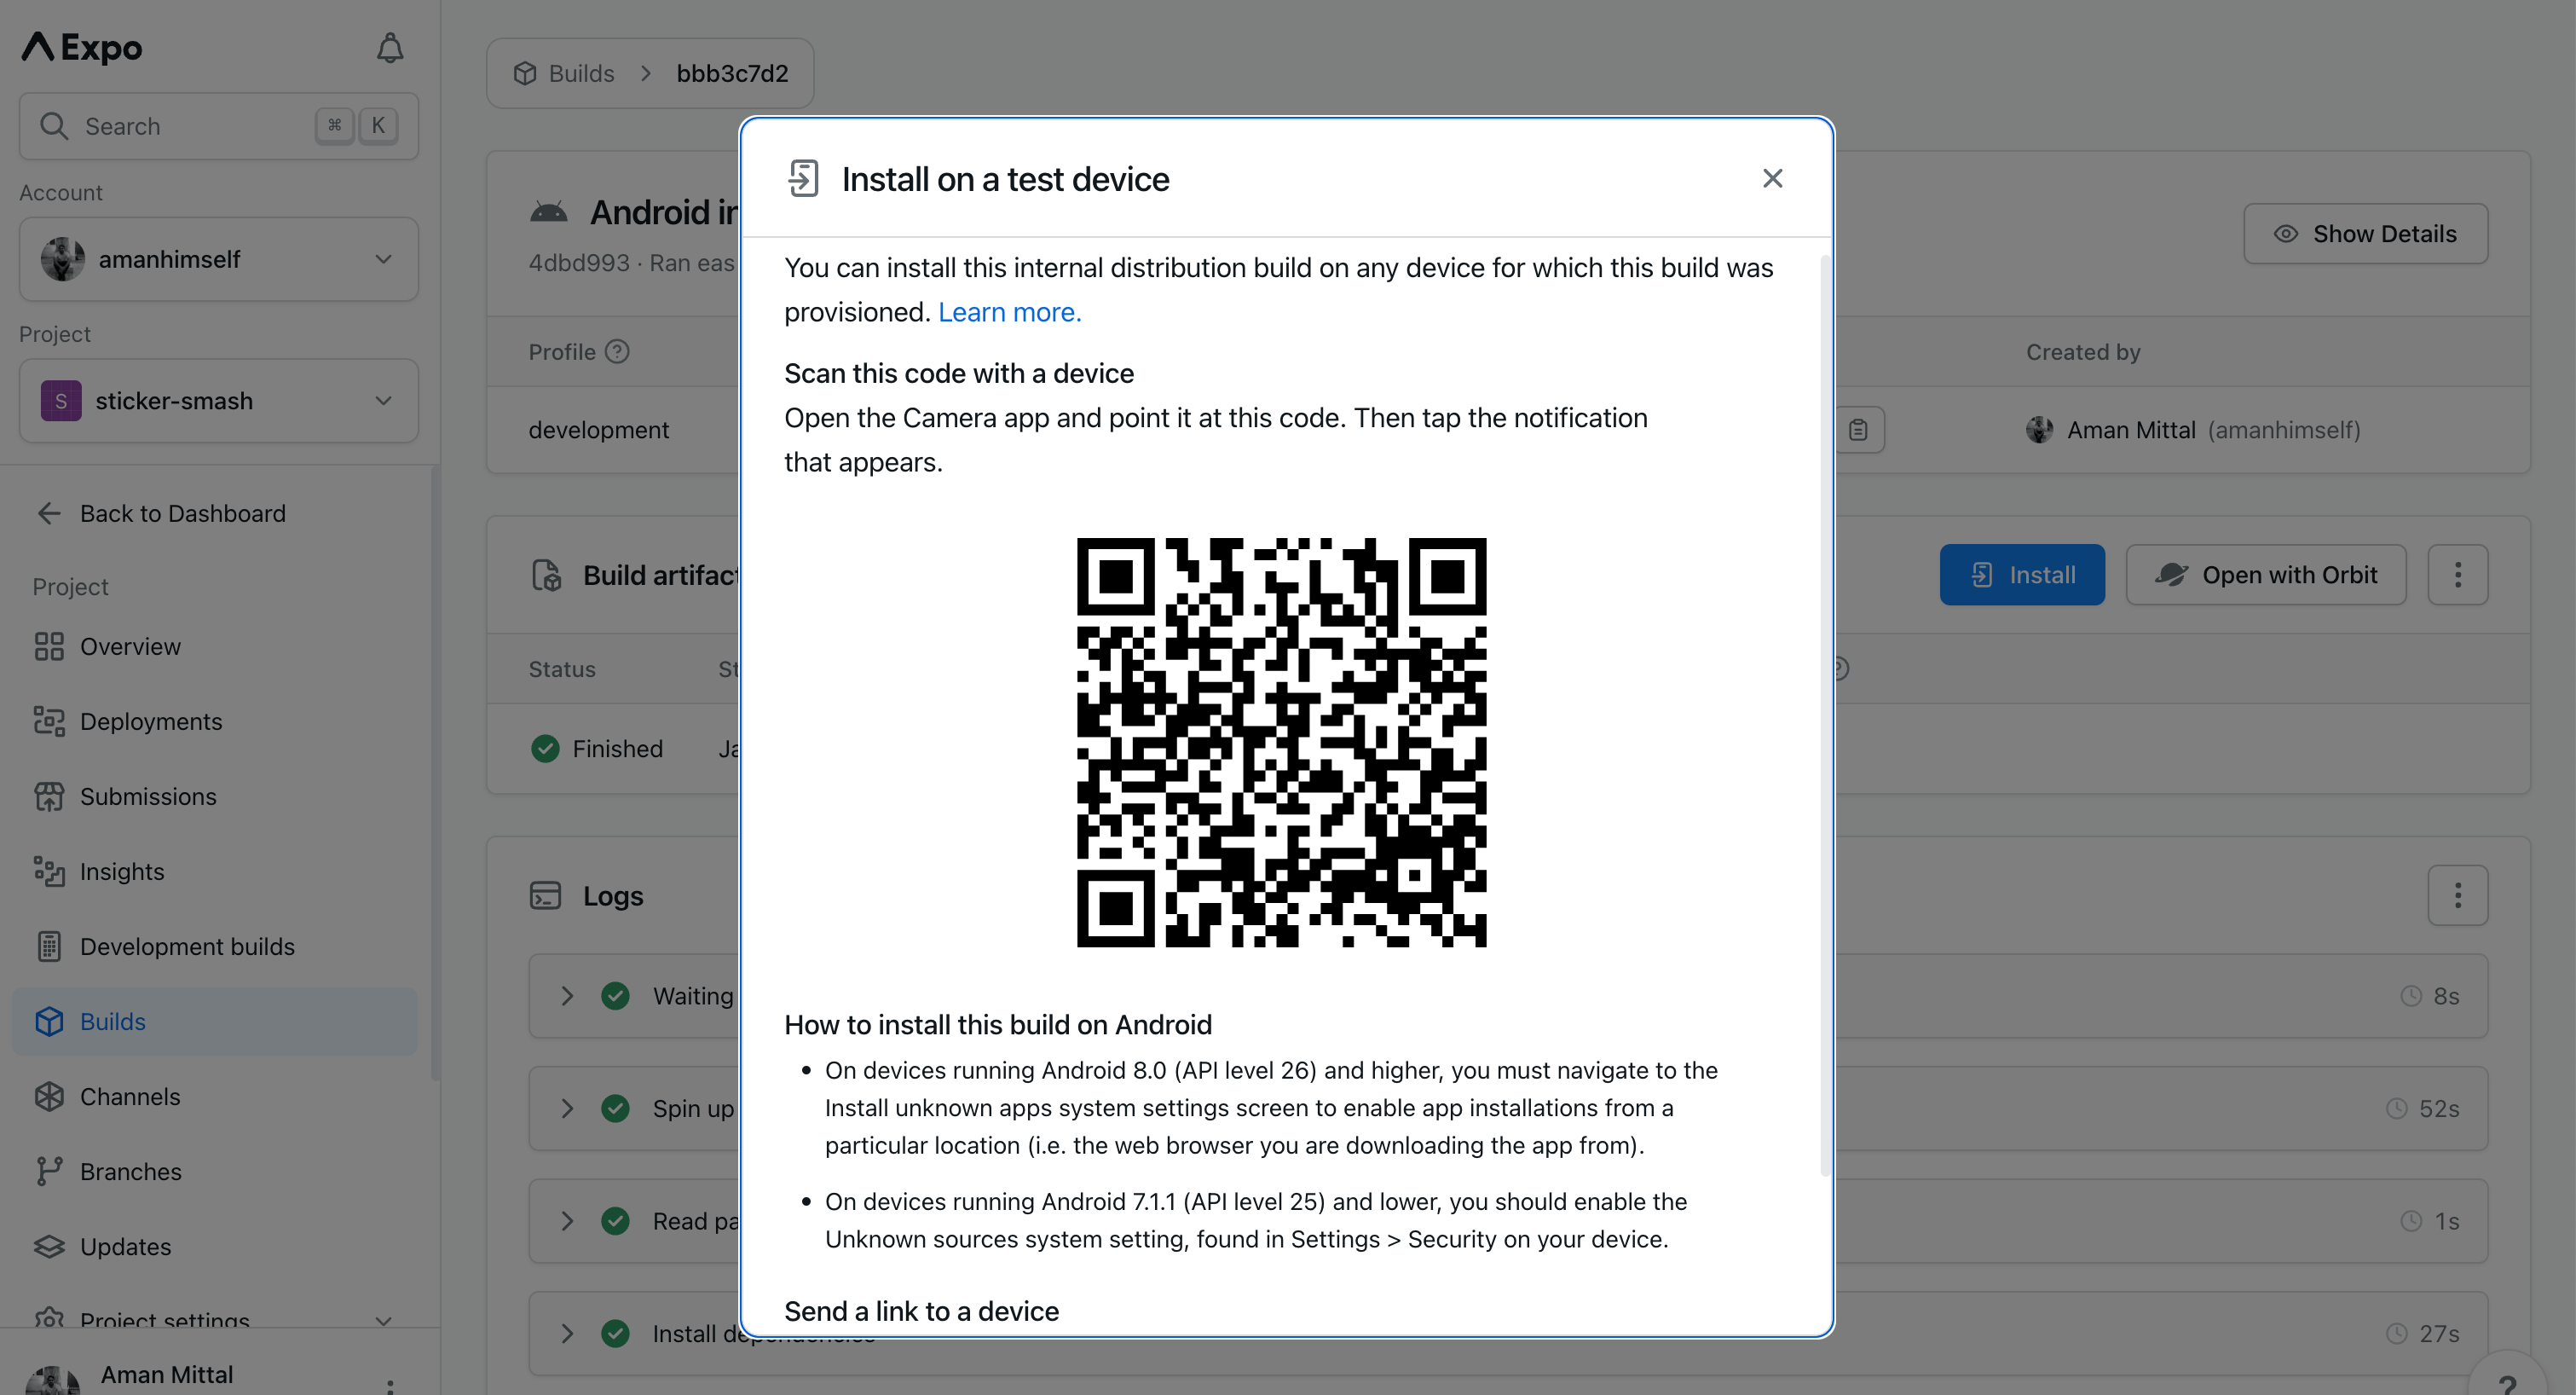 Expo
Search
⌘ K
Account
amanhimself
Project
S
sticker-smash
Back to Dashboard
Project
Overview
Deployments
Submissions
Insights
Development builds
Builds
Channels
Branches
Updates
Project settings
Aman Mittal
Builds > bbb3c7d2
Android
4dbd993 · Ran eas
Show Details
Profile ?
Created by
development
Aman Mittal (amanhimself)
Build
Install
Open with Orbit
Status
Finished
Logs
Waiting
8s
Spin up
52s
Read
1s
Install dependencies
27s
?
Install on a test device
You can install this internal distribution build on any device for which this build was
provisioned. Learn more.
Scan this code with a device
Open the Camera app and point it at this code. Then tap the notification
that appears.
How to install this build on Android
• On devices running Android 8.0 (API level 26) and higher, you must navigate to the
Install unknown apps system settings screen to enable app installations from a
particular location (i.e. the web browser you are downloading the app from).
• On devices running Android 7.1.1 (API level 25) and lower, you should enable the
Unknown sources system setting, found in Settings > Security on your device.
Send a link to a device